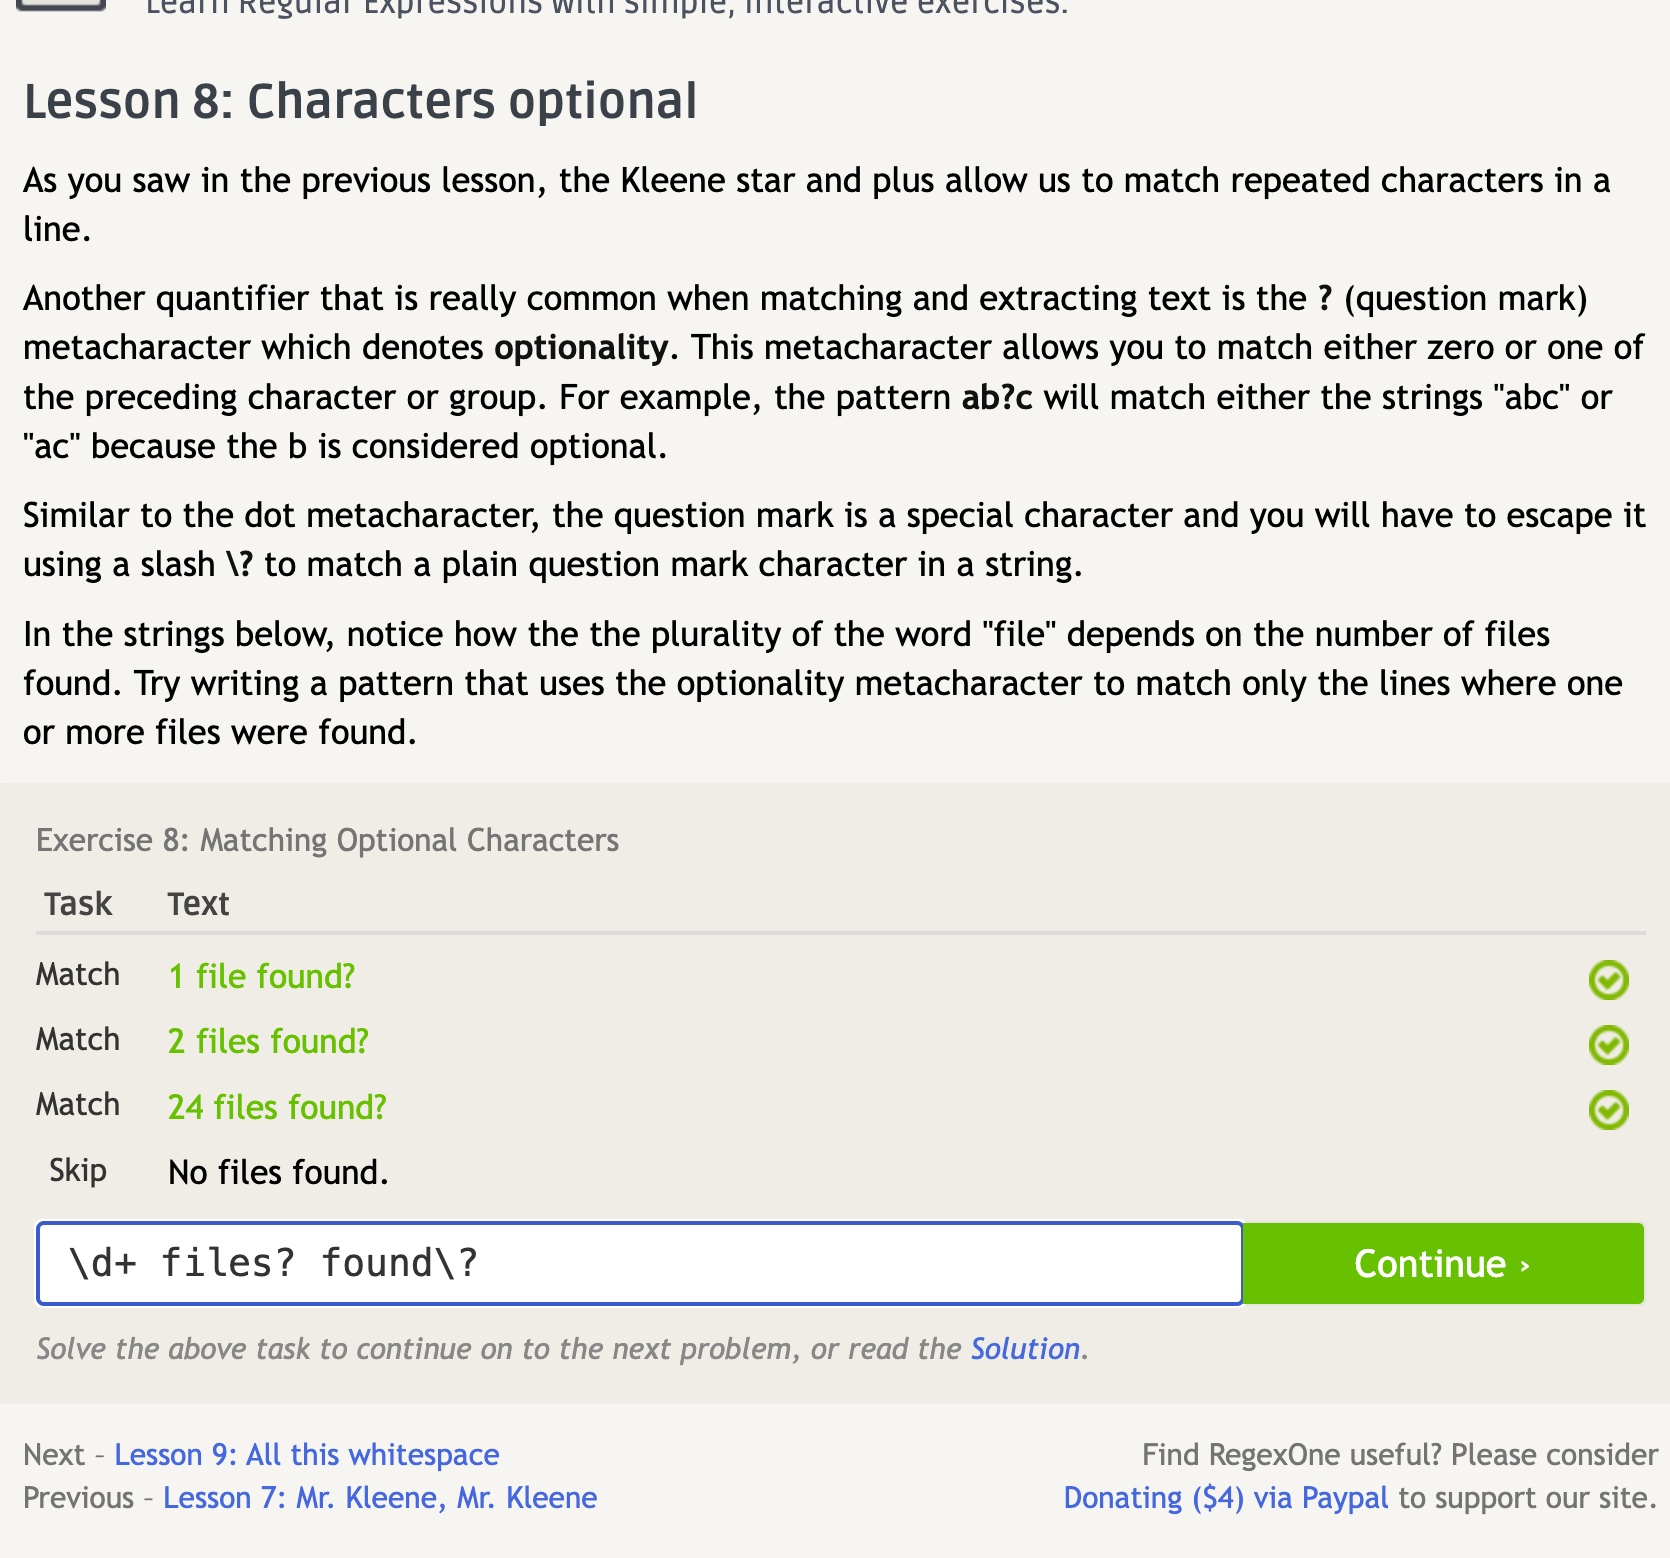 Learn Regular Expressions with simple, interactive exercises.
Lesson 8: Characters optional
As you saw in the previous lesson, the Kleene star and plus allow us to match repeated characters in a
line.
Another quantifier that is really common when matching and extracting text is the ? (question mark)
metacharacter which denotes optionality. This metacharacter allows you to match either zero or one of
the preceding character or group. For example, the pattern ab?c will match either the strings "abc" or
"ac" because the b is considered optional.
Similar to the dot metacharacter, the question mark is a special character and you will have to escape it
using a slash \? to match a plain question mark character in a string.
In the strings below, notice how the the plurality of the word "file" depends on the number of files
found. Try writing a pattern that uses the optionality metacharacter to match only the lines where one
or more files were found.
Exercise 8: Matching Optional Characters
Task Text
Match 1 file found?
Match 2 files found?
Match 24 files found?
Skip No files found.
\d+ files? found\? Continue ›
Solve the above task to continue on to the next problem, or read the Solution.
Next – Lesson 9: All this whitespace
Previous – Lesson 7: Mr. Kleene, Mr. Kleene
Find RegexOne useful? Please consider
Donating ($4) via Paypal to support our site.